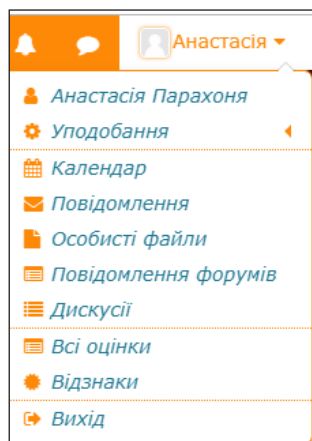 Анастасія
Анастасія Парахоня
Уподобання
Календар
Повідомлення
Особисті файли
Повідомлення форумів
Дискусії
Всі оцінки
Відзнаки
Вихід